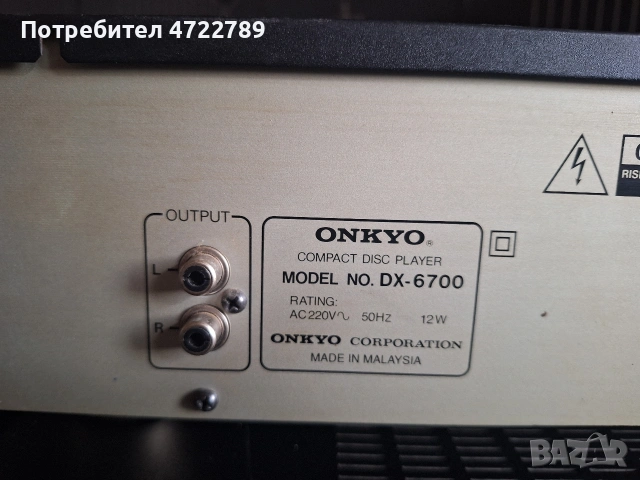 Потребител 4722789
OUTPUT
L
R
ONKYO®
COMPACT DISC PLAYER
MODEL NO. DX-6700
RATING:
AC220V∿ 50HZ 12W
ONKYO CORPORATION
MADE IN MALAYSIA
BAZAR